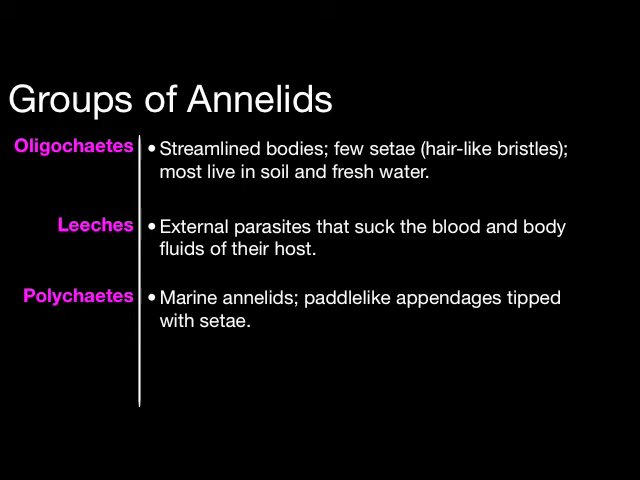 Groups of Annelids
Oligochaetes
• Streamlined bodies; few setae (hair-like bristles);
most live in soil and fresh water.
Leeches
• External parasites that suck the blood and body
fluids of their host.
Polychaetes
• Marine annelids; paddlelike appendages tipped
with setae.